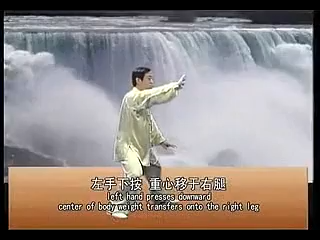 左手下按 重心移于右腿
left hand presses downward
center of body weight transfers onto the right leg